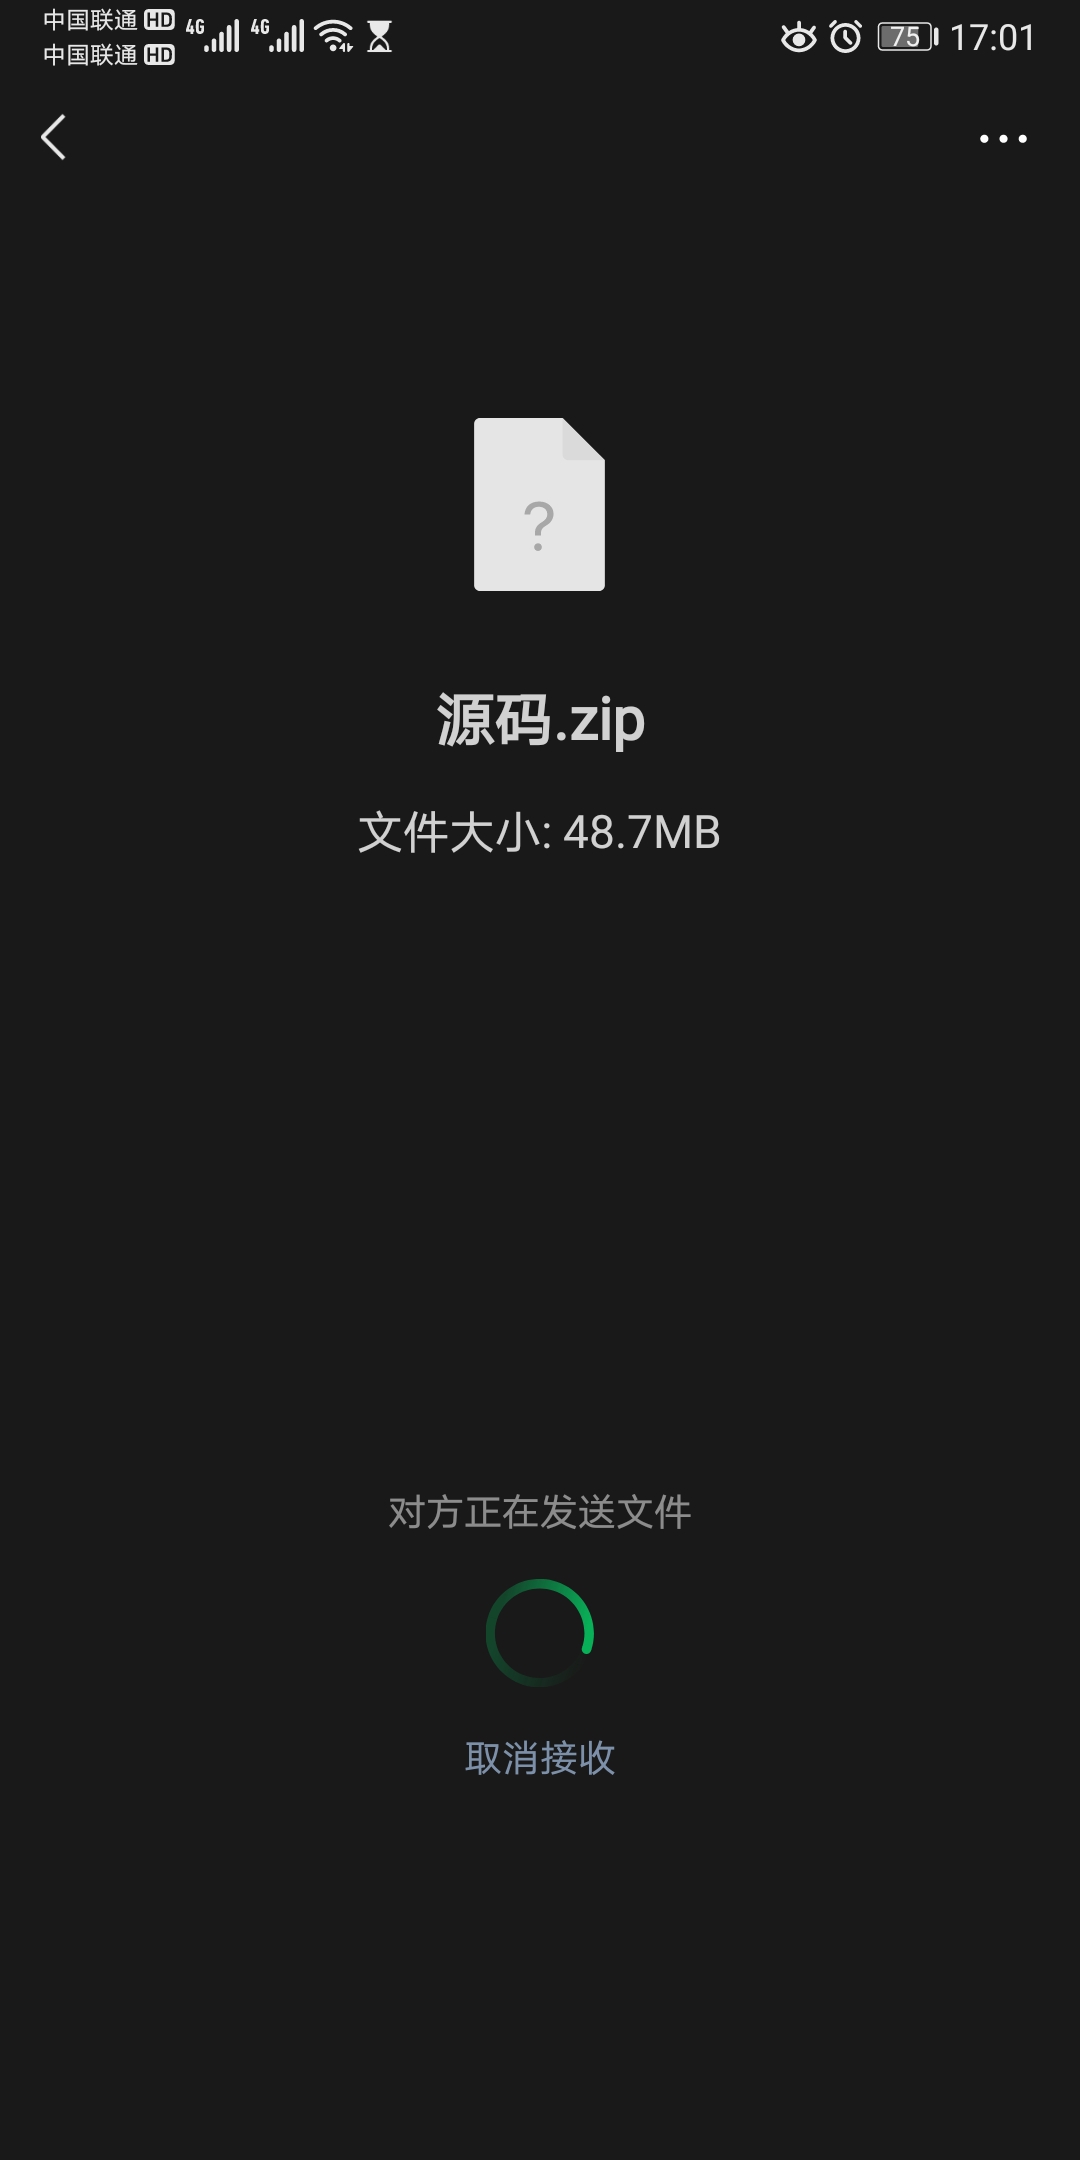 中国联通 HD 4G 4G
中国联通 HD
75 17:01
?
源码.zip
文件大小: 48.7MB
对方正在发送文件
取消接收